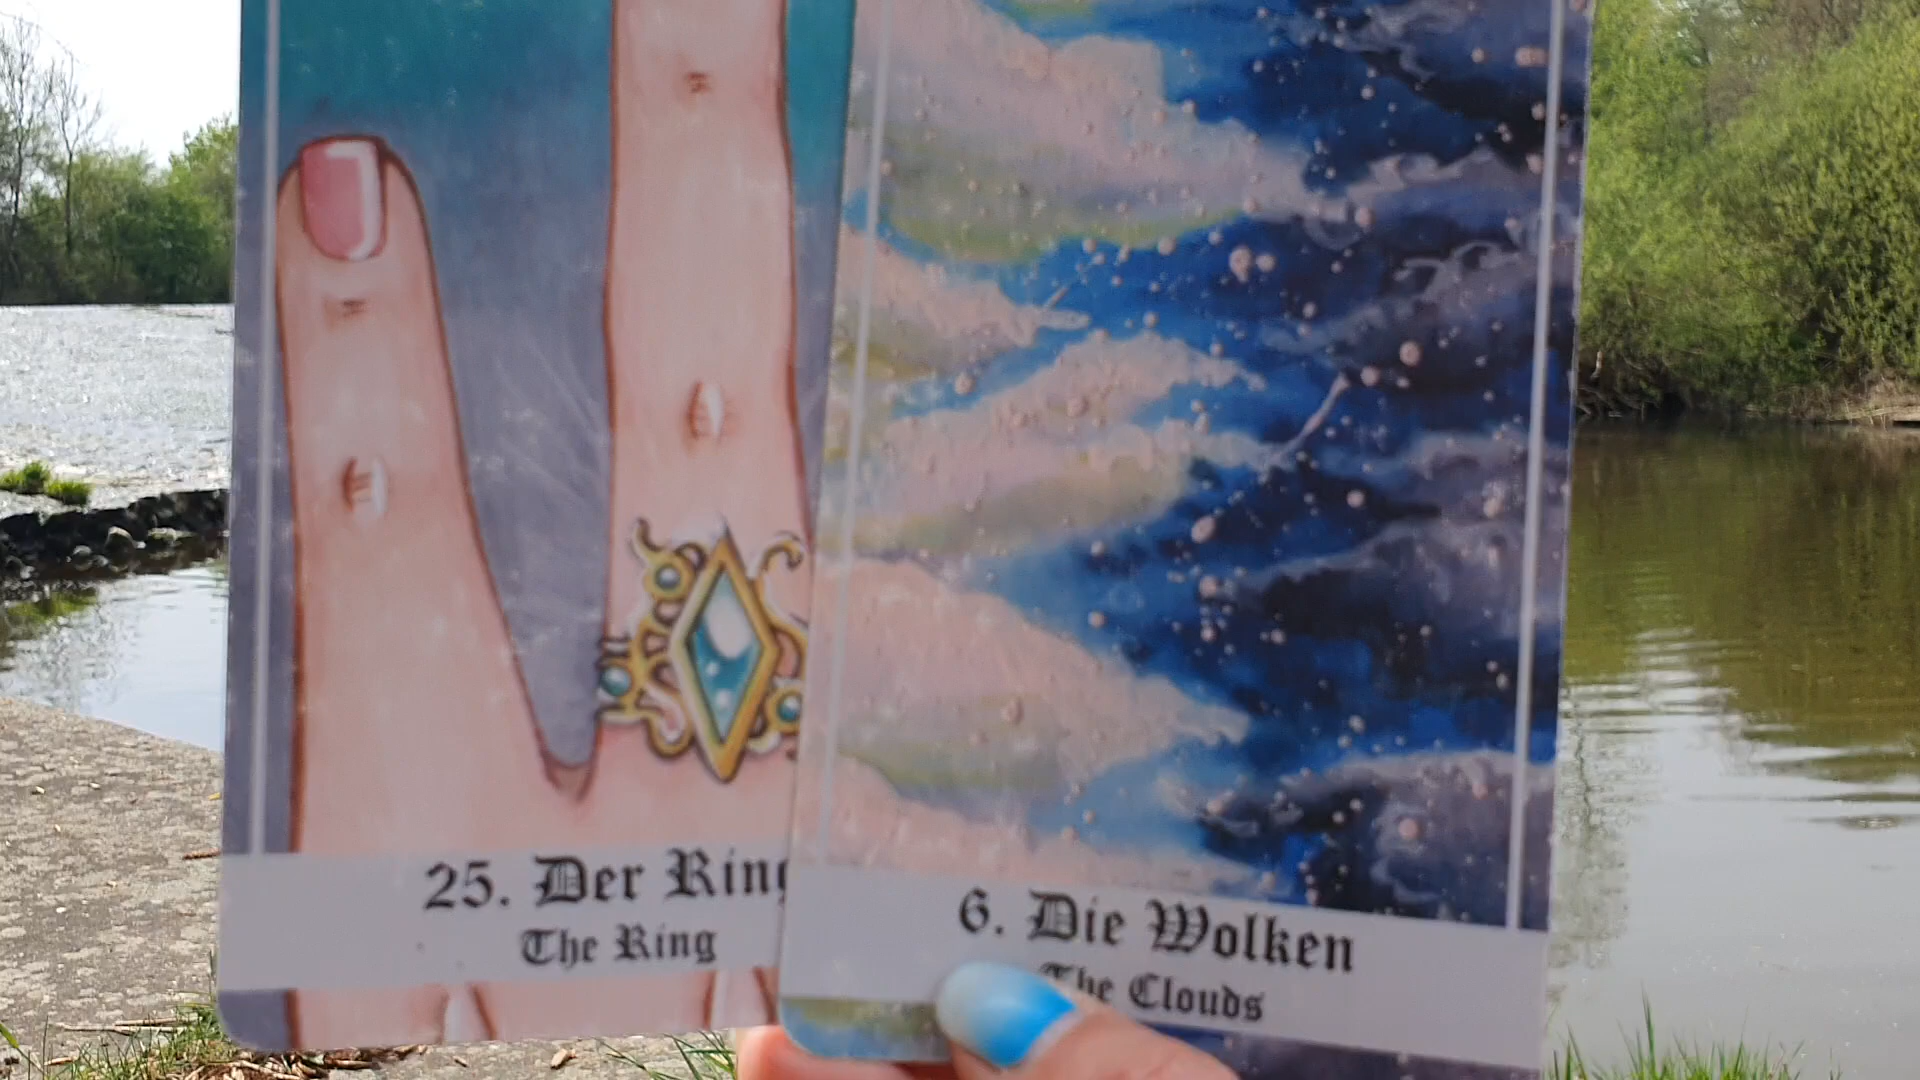 25. Der Ring
The Ring
6. Die Wolken
The Clouds